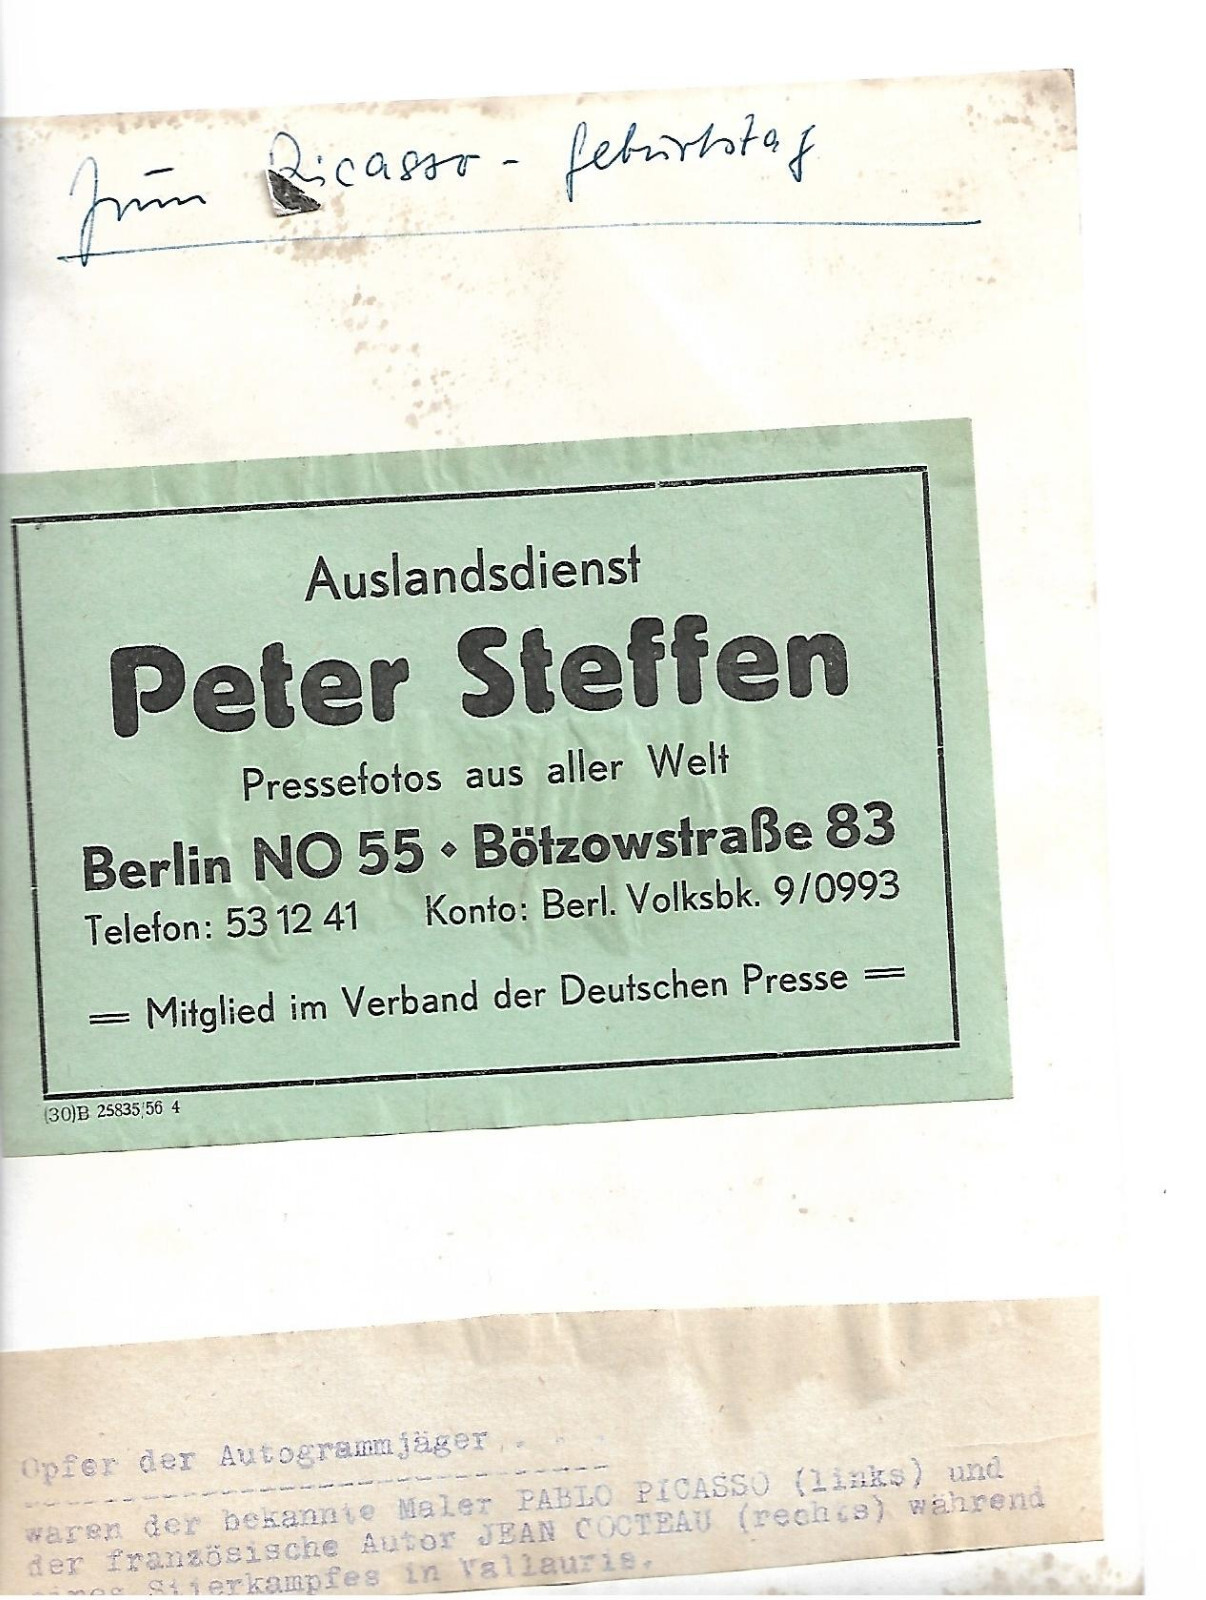 Zum Picasso - Geburtstag
Auslandsdienst
Peter Steffen
Pressefotos aus aller Welt
Berlin NO 55 • Bötzowstraße 83
Telefon: 53 12 41 Konto: Berl. Volksbk. 9/0993
= Mitglied im Verband der Deutschen Presse =
(30)B 25835/56 4
Opfer der Autogrammjäger . . . .
waren der bekannte Maler PABLO PICASSO (links) und
der französische Autor JEAN COCTEAU (rechts) während
eines Stierkampfes in Vallauris.